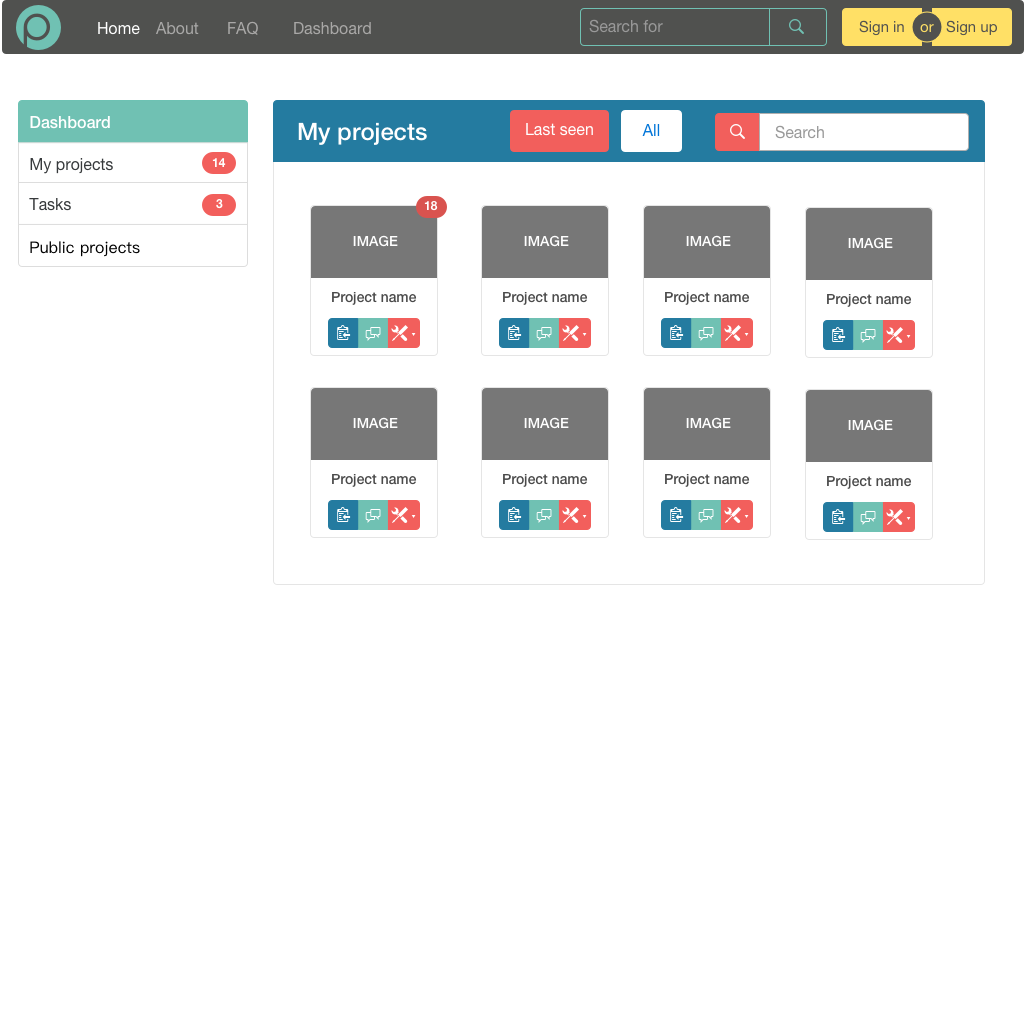 Home About FAQ Dashboard
Search for
Sign in or Sign up
Dashboard
My projects 14
Tasks 3
Public projects
My projects
Last seen
All
Search
18
IMAGE
Project name
IMAGE
Project name
IMAGE
Project name
IMAGE
Project name
IMAGE
Project name
IMAGE
Project name
IMAGE
Project name
IMAGE
Project name